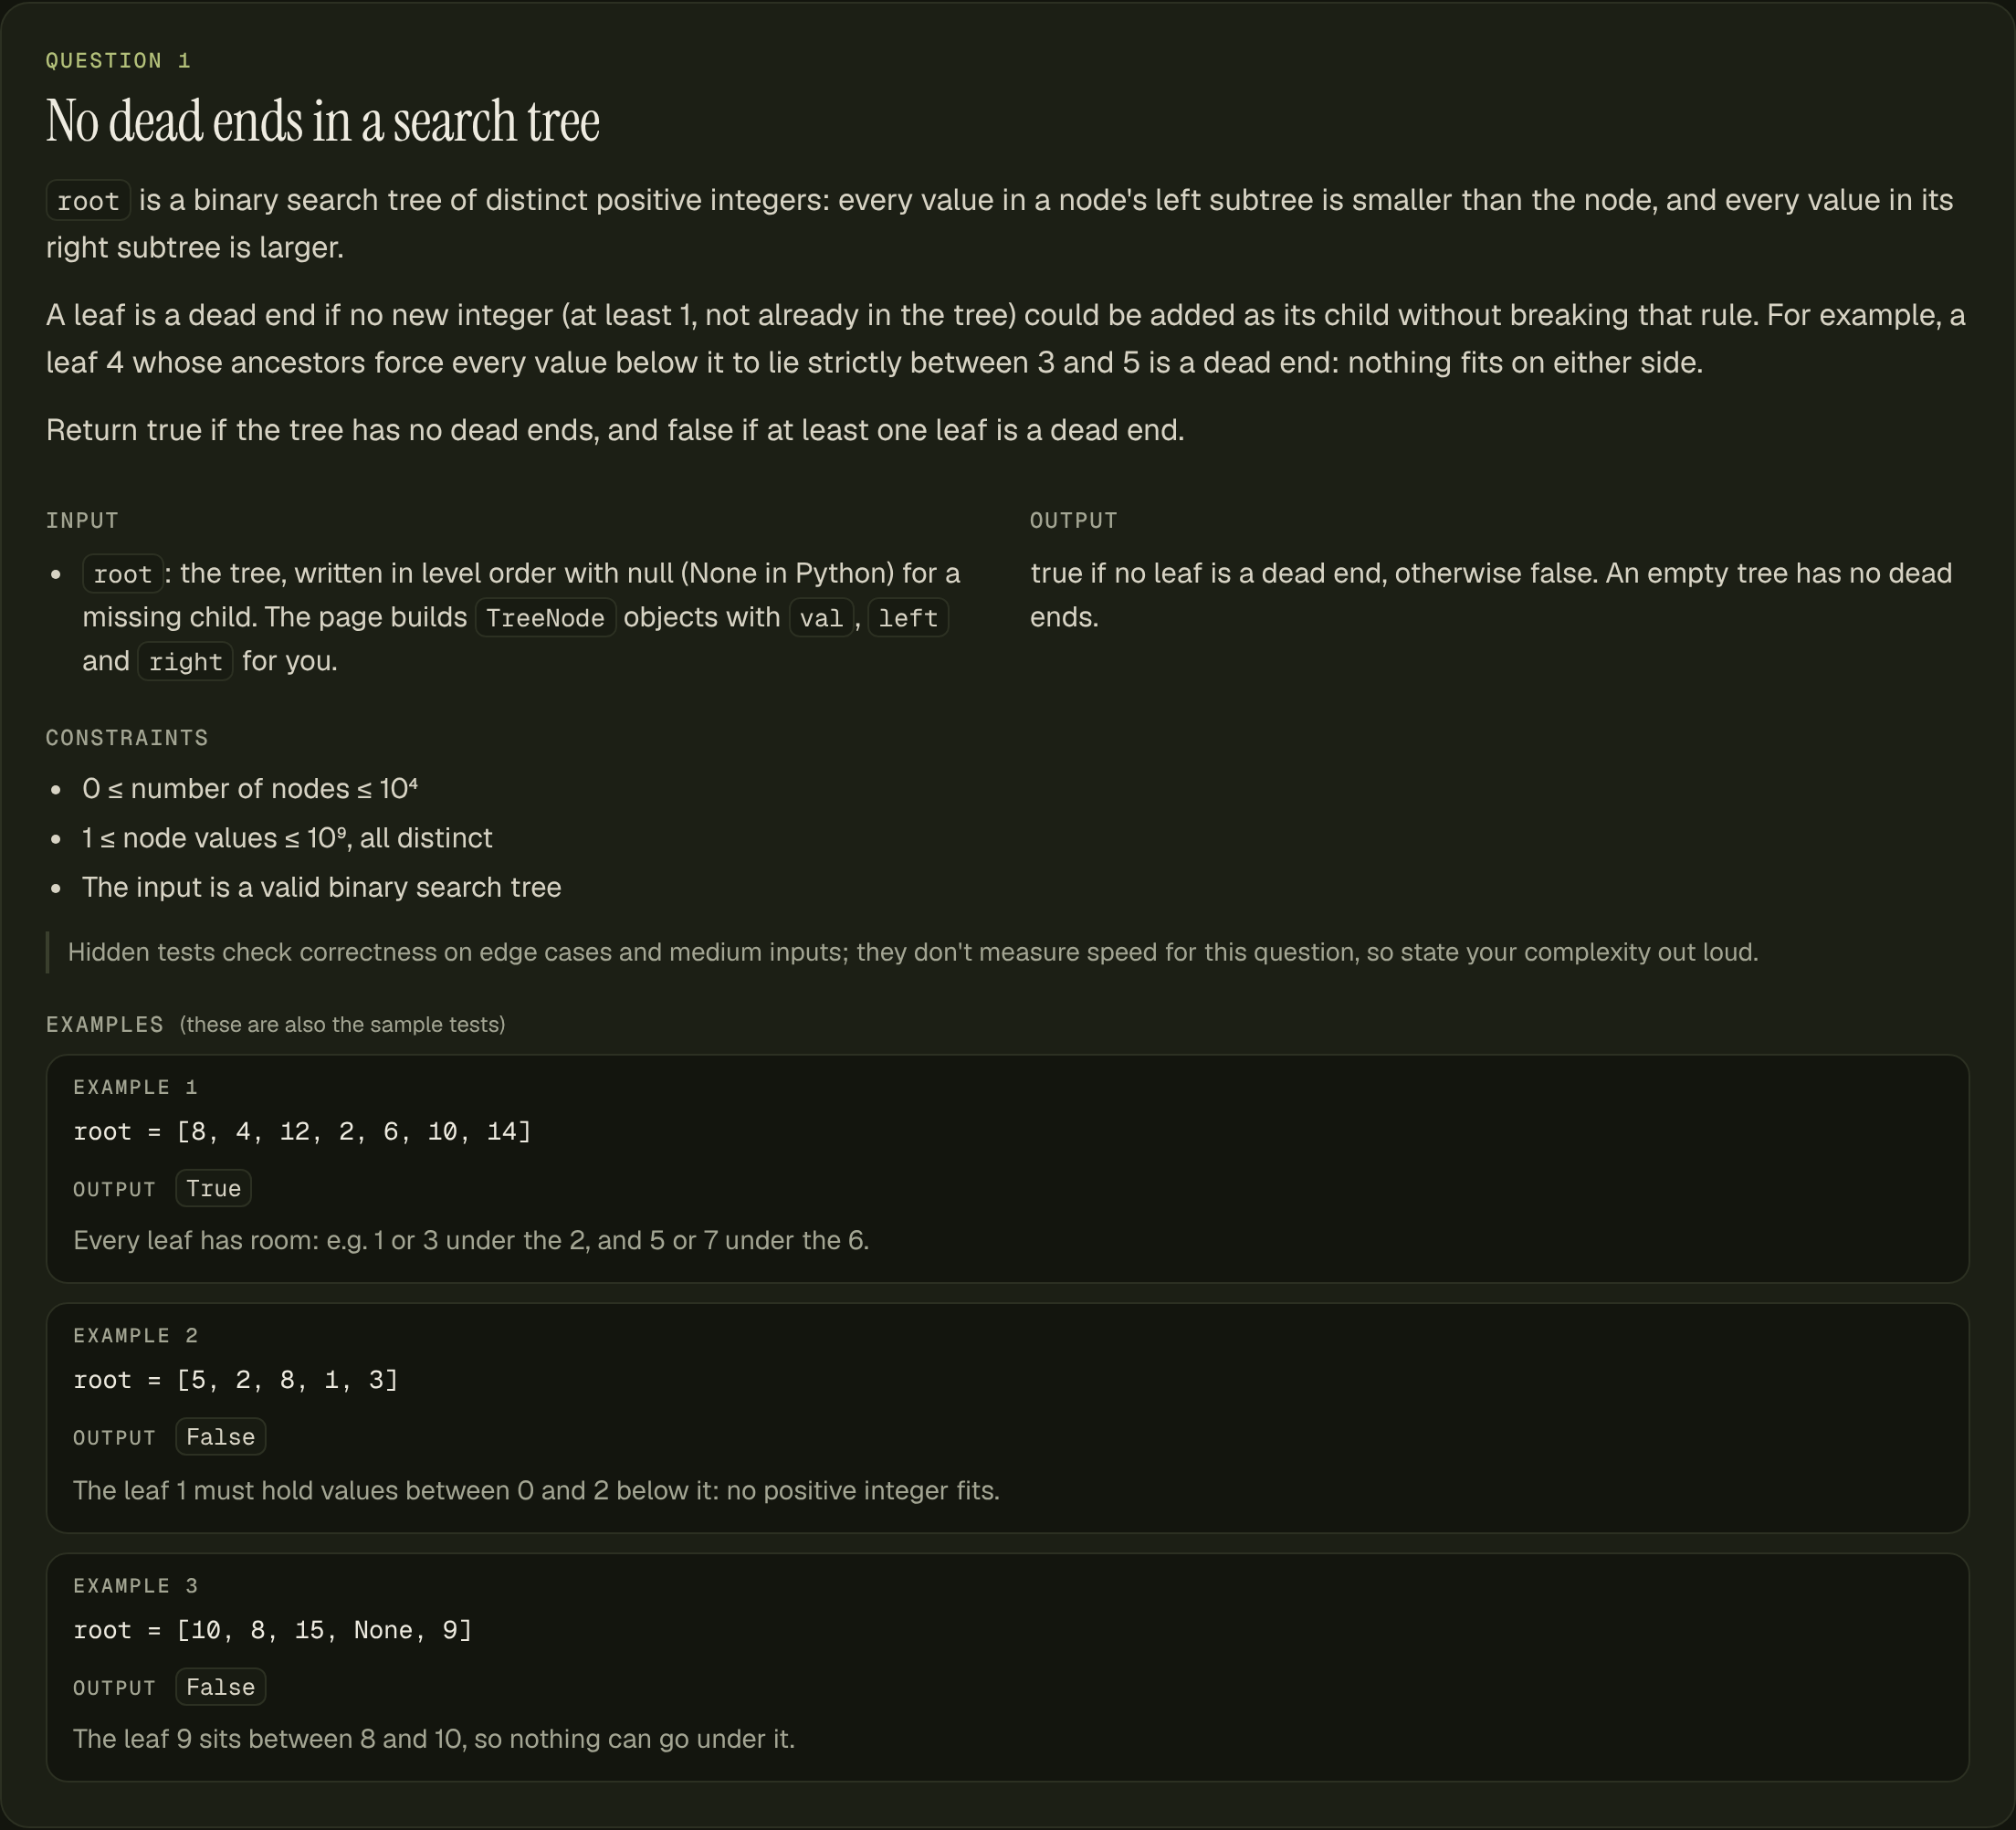 QUESTION 1
No dead ends in a search tree
root is a binary search tree of distinct positive integers: every value in a node's left subtree is smaller than the node, and every value in its
right subtree is larger.
A leaf is a dead end if no new integer (at least 1, not already in the tree) could be added as its child without breaking that rule. For example, a
leaf 4 whose ancestors force every value below it to lie strictly between 3 and 5 is a dead end: nothing fits on either side.
Return true if the tree has no dead ends, and false if at least one leaf is a dead end.
INPUT
• root: the tree, written in level order with null (None in Python) for a
missing child. The page builds TreeNode objects with val, left
and right for you.
OUTPUT
true if no leaf is a dead end, otherwise false. An empty tree has no dead
ends.
CONSTRAINTS
• 0 ≤ number of nodes ≤ 10⁴
• 1 ≤ node values ≤ 10⁹, all distinct
• The input is a valid binary search tree
Hidden tests check correctness on edge cases and medium inputs; they don't measure speed for this question, so state your complexity out loud.
EXAMPLES (these are also the sample tests)
EXAMPLE 1
root = [8, 4, 12, 2, 6, 10, 14]
OUTPUT True
Every leaf has room: e.g. 1 or 3 under the 2, and 5 or 7 under the 6.
EXAMPLE 2
root = [5, 2, 8, 1, 3]
OUTPUT False
The leaf 1 must hold values between 0 and 2 below it: no positive integer fits.
EXAMPLE 3
root = [10, 8, 15, None, 9]
OUTPUT False
The leaf 9 sits between 8 and 10, so nothing can go under it.